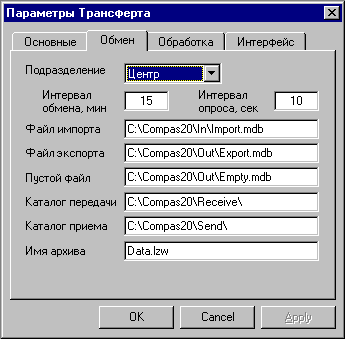 Параметры Трансферта
Основные Обмен Обработка Интерфейс
Подразделение Центр
Интервал обмена, мин 15 Интервал опроса, сек 10
Файл импорта C:\Compas20\In\Import.mdb
Файл экспорта C:\Compas20\Out\Export.mdb
Пустой файл C:\Compas20\Out\Empty.mdb
Каталог передачи C:\Compas20\Receive\
Каталог приема C:\Compas20\Send\
Имя архива Data.lzw
OK Cancel Apply